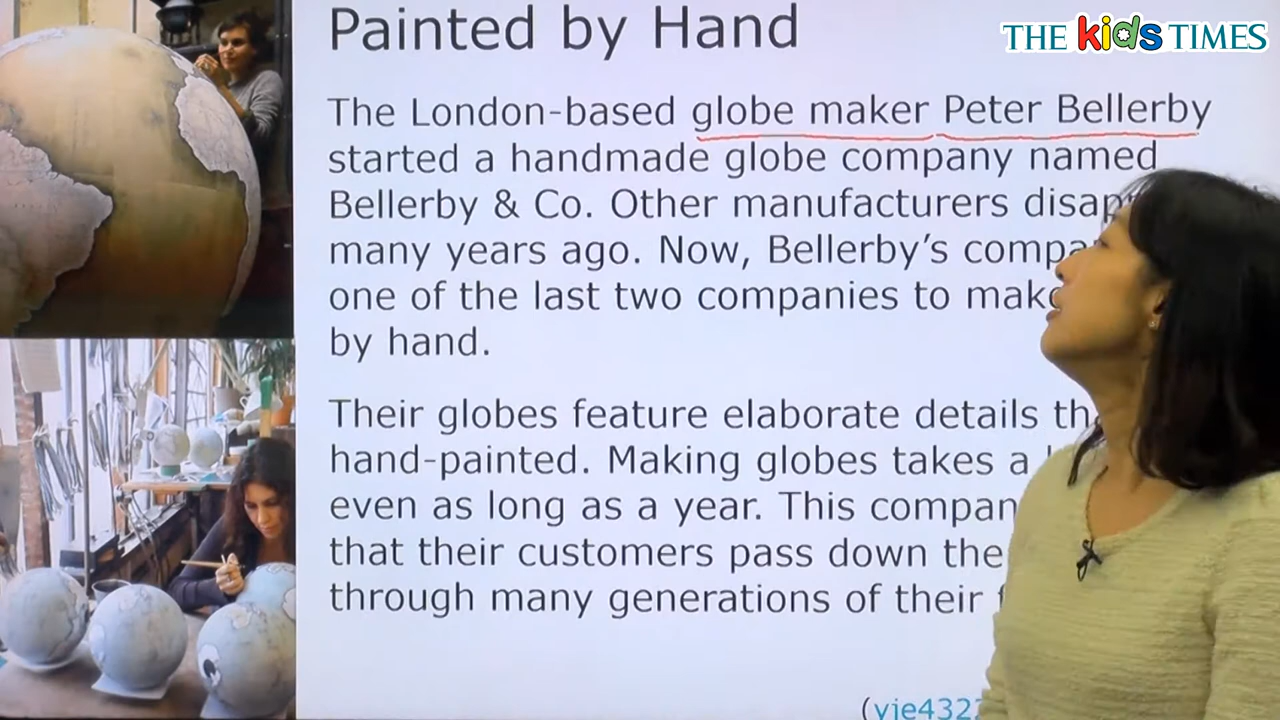 Painted by Hand
THE kids TIMES
The London-based globe maker Peter Bellerby
started a handmade globe company named
Bellerby & Co. Other manufacturers
many years ago. Now, Bellerby's
one of the last two companies to make
by hand.
Their globes feature elaborate details
hand-painted. Making globes takes a
even as long as a year. This
that their customers pass down
through many generations of their